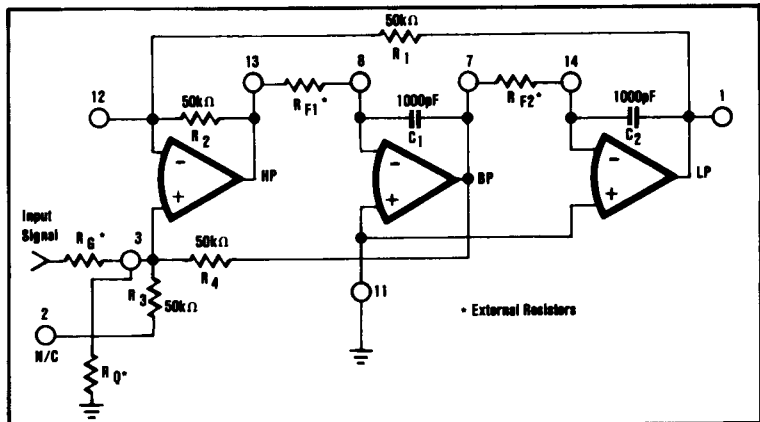 50kΩ
R1
12
13
RF1*
8
1000pF
C1
7
RF2*
14
1000pF
C2
1
50kΩ
R2
−
+
HP
−
+
BP
−
+
LP
Input
Signal
RG*
3
50kΩ
R4
R3
50kΩ
2
N/C
RQ*
11
* External Resistors